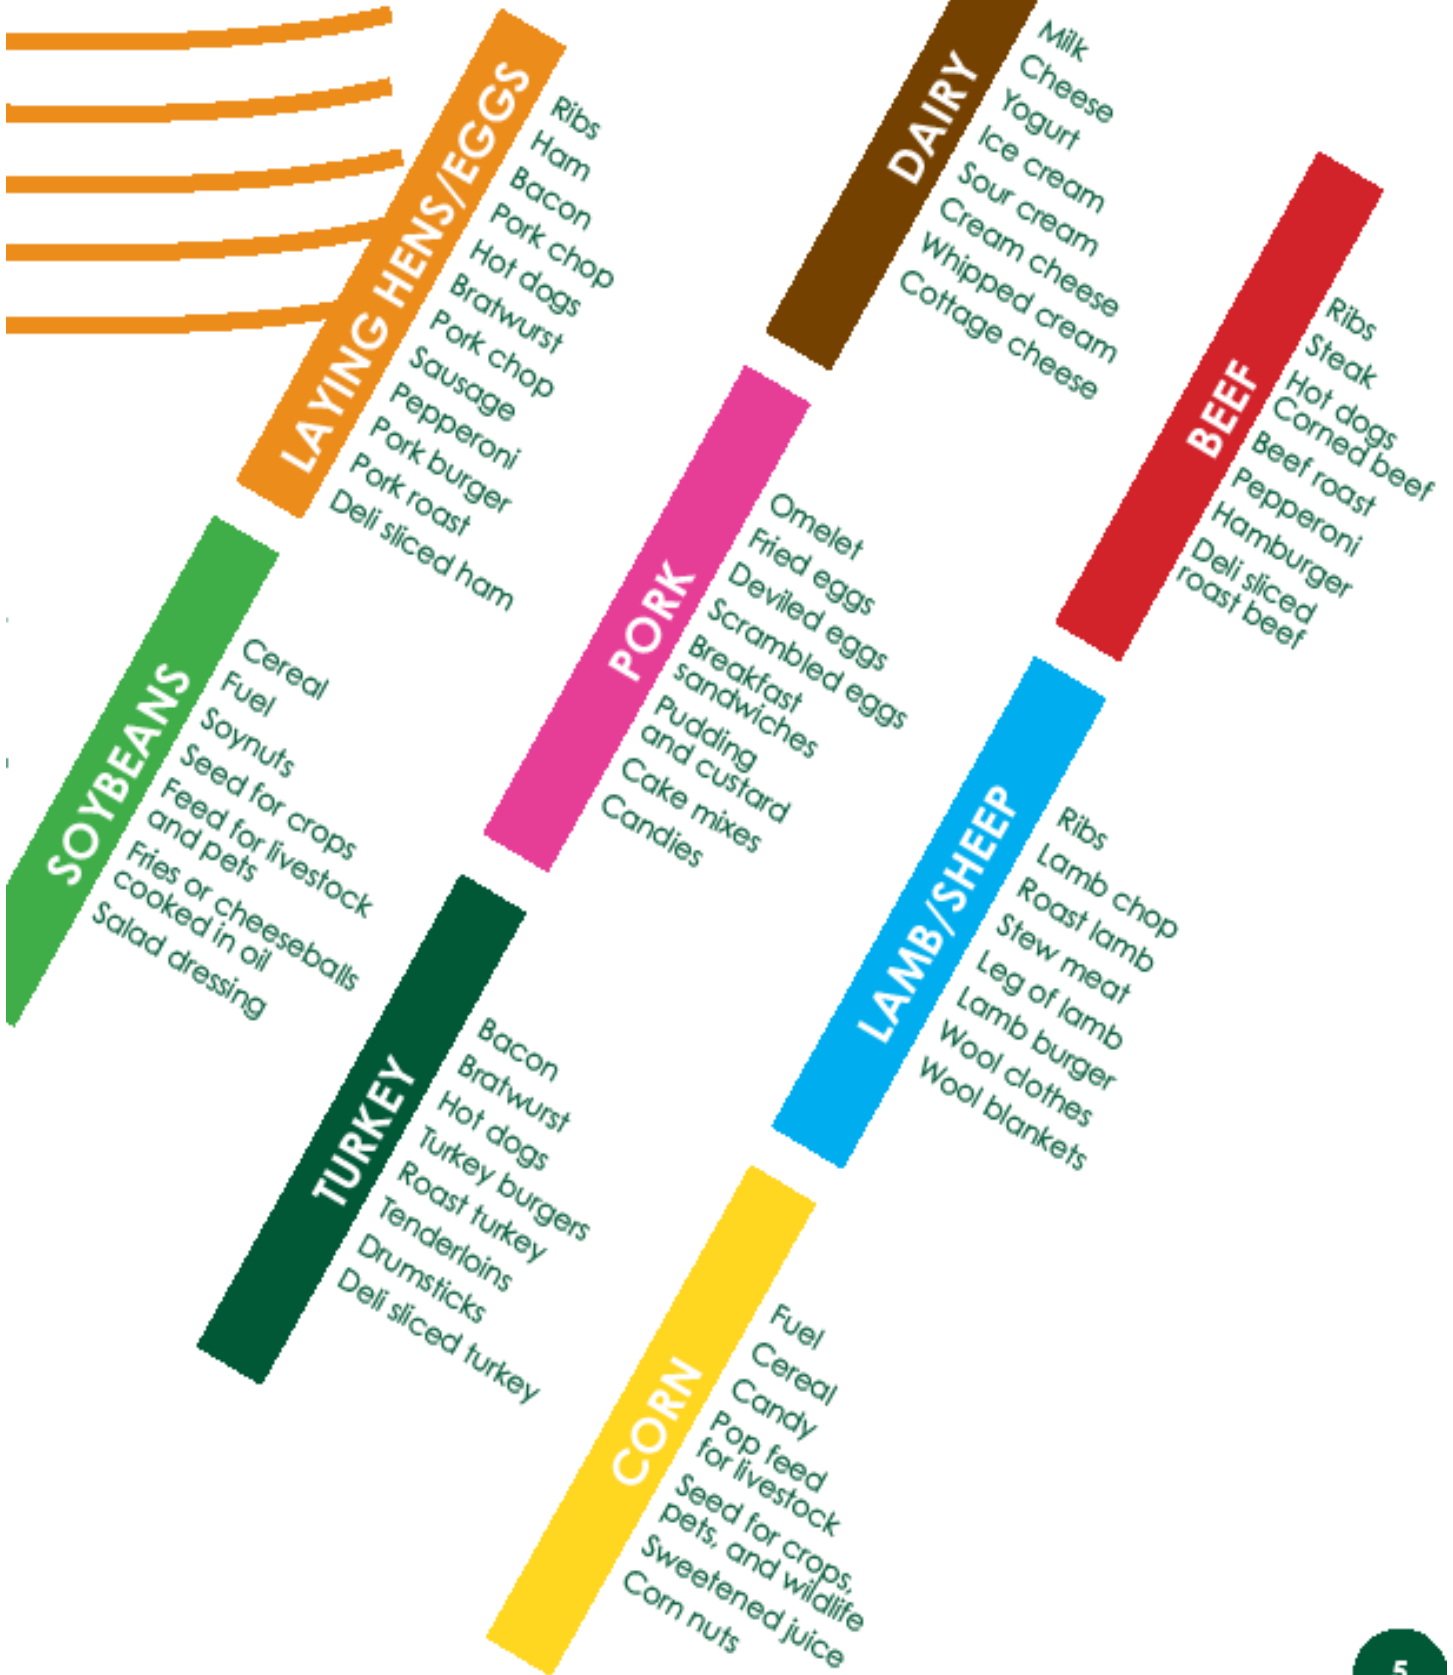 LAYING HENS/EGGS
Ribs
Ham
Bacon
Pork chop
Hot dogs
Bratwurst
Pork chop
Sausage
Pepperoni
Pork burger
Pork roast
Deli sliced ham
DAIRY
Milk
Cheese
Yogurt
Ice cream
Sour cream
Cream cheese
Whipped cream
Cottage cheese
BEEF
Ribs
Steak
Hot dogs
Corned beef
Beef roast
Pepperoni
Hamburger
Deli sliced
roast beef
SOYBEANS
Cereal
Fuel
Soynuts
Seed for crops
Feed for livestock
and pets
Fries or cheeseballs
cooked in oil
Salad dressing
PORK
Omelet
Fried eggs
Deviled eggs
Scrambled eggs
Breakfast
sandwiches
Pudding
and custard
Cake mixes
Candies
LAMB/SHEEP
Ribs
Lamb chop
Roast lamb
Stew meat
Leg of lamb
Lamb burger
Wool clothes
Wool blankets
TURKEY
Bacon
Bratwurst
Hot dogs
Turkey burgers
Roast turkey
Tenderloins
Drumsticks
Deli sliced turkey
CORN
Fuel
Cereal
Candy
Pop feed
for livestock
Seed for crops,
pets, and wildlife
Sweetened juice
Corn nuts
5